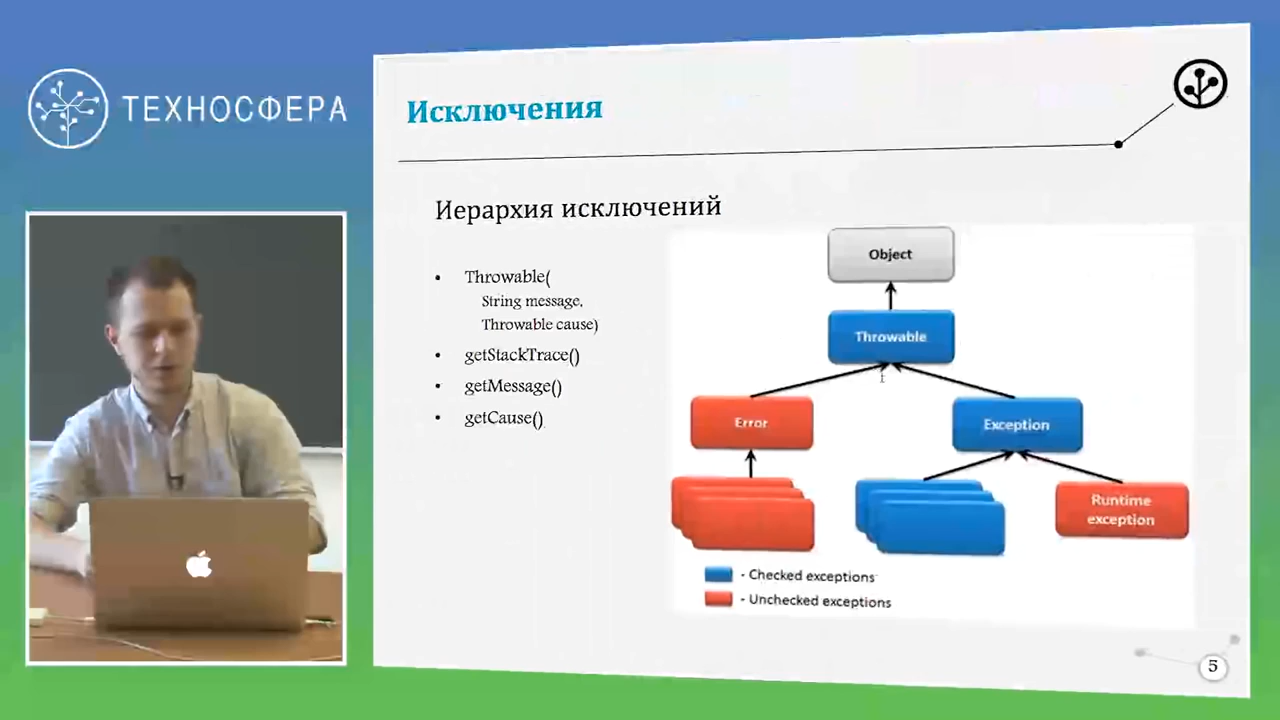 ТЕХНОСФЕРА
Исключения
Иерархия исключений
• Throwable(
String message,
Throwable cause)
• getStackTrace()
• getMessage()
• getCause()
Object
Throwable
Error
Exception
Runtime
exception
- Checked exceptions
- Unchecked exceptions
5